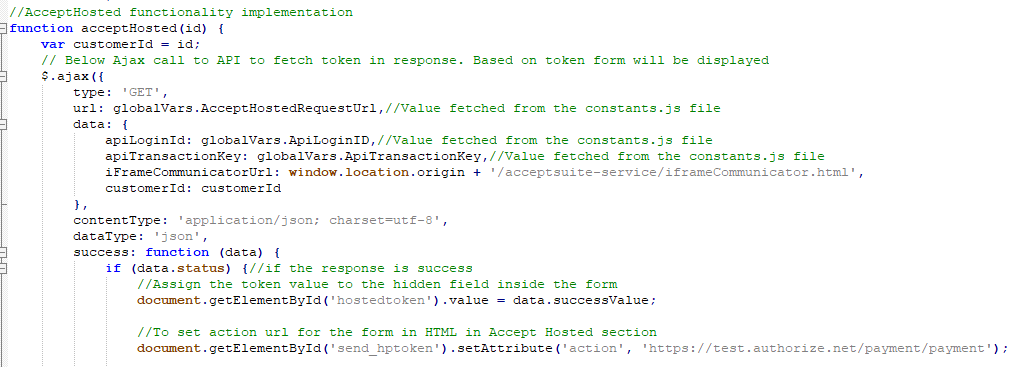 //AcceptHosted functionality implementation
function acceptHosted(id) {
    var customerId = id;
    // Below Ajax call to API to fetch token in response. Based on token form will be displayed
    $.ajax({
        type: 'GET',
        url: globalVars.AcceptHostedRequestUrl,//Value fetched from the constants.js file
        data: {
            apiLoginId: globalVars.ApiLoginID,//Value fetched from the constants.js file
            apiTransactionKey: globalVars.ApiTransactionKey,//Value fetched from the constants.js file
            iFrameCommunicatorUrl: window.location.origin + '/acceptsuite-service/iframeCommunicator.html',
            customerId: customerId
        },
        contentType: 'application/json; charset=utf-8',
        dataType: 'json',
        success: function (data) {
            if (data.status) {//if the response is success
                //Assign the token value to the hidden field inside the form
                document.getElementById('hostedtoken').value = data.successValue;

                //To set action url for the form in HTML in Accept Hosted section
                document.getElementById('send_hptoken').setAttribute('action', 'https://test.authorize.net/payment/payment');